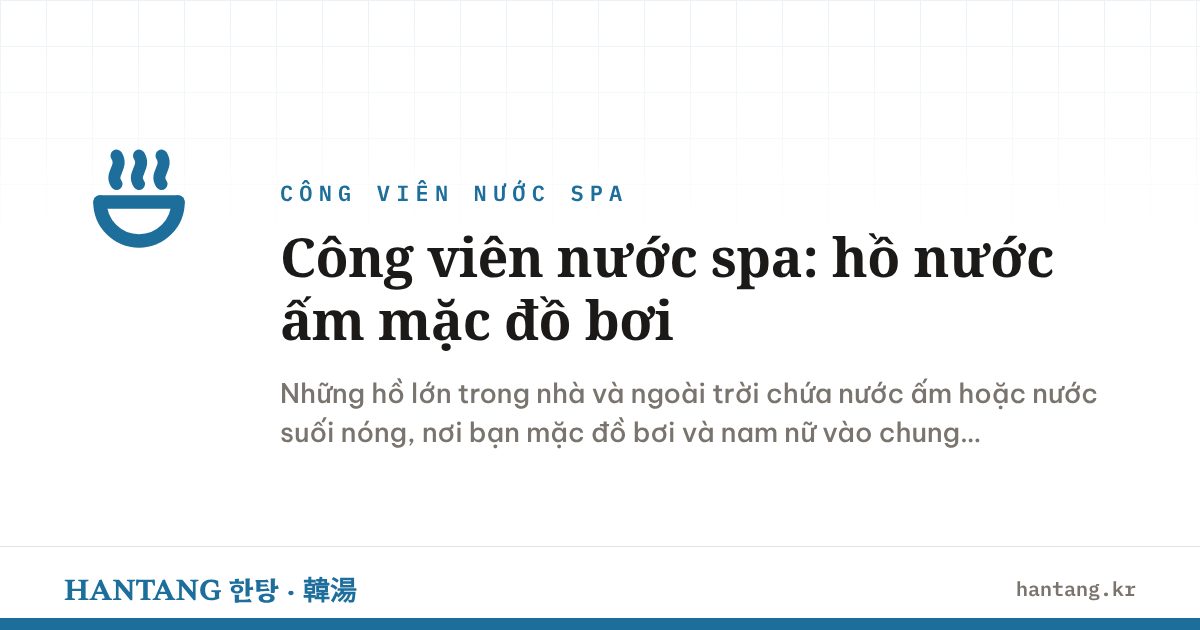 CÔNG VIÊN NƯỚC SPA
Công viên nước spa: hồ nước
ấm mặc đồ bơi
Những hồ lớn trong nhà và ngoài trời chứa nước ấm hoặc nước
suối nóng, nơi bạn mặc đồ bơi và nam nữ vào chung...
HANTANG 한탕 · 韓湯
hantang.kr